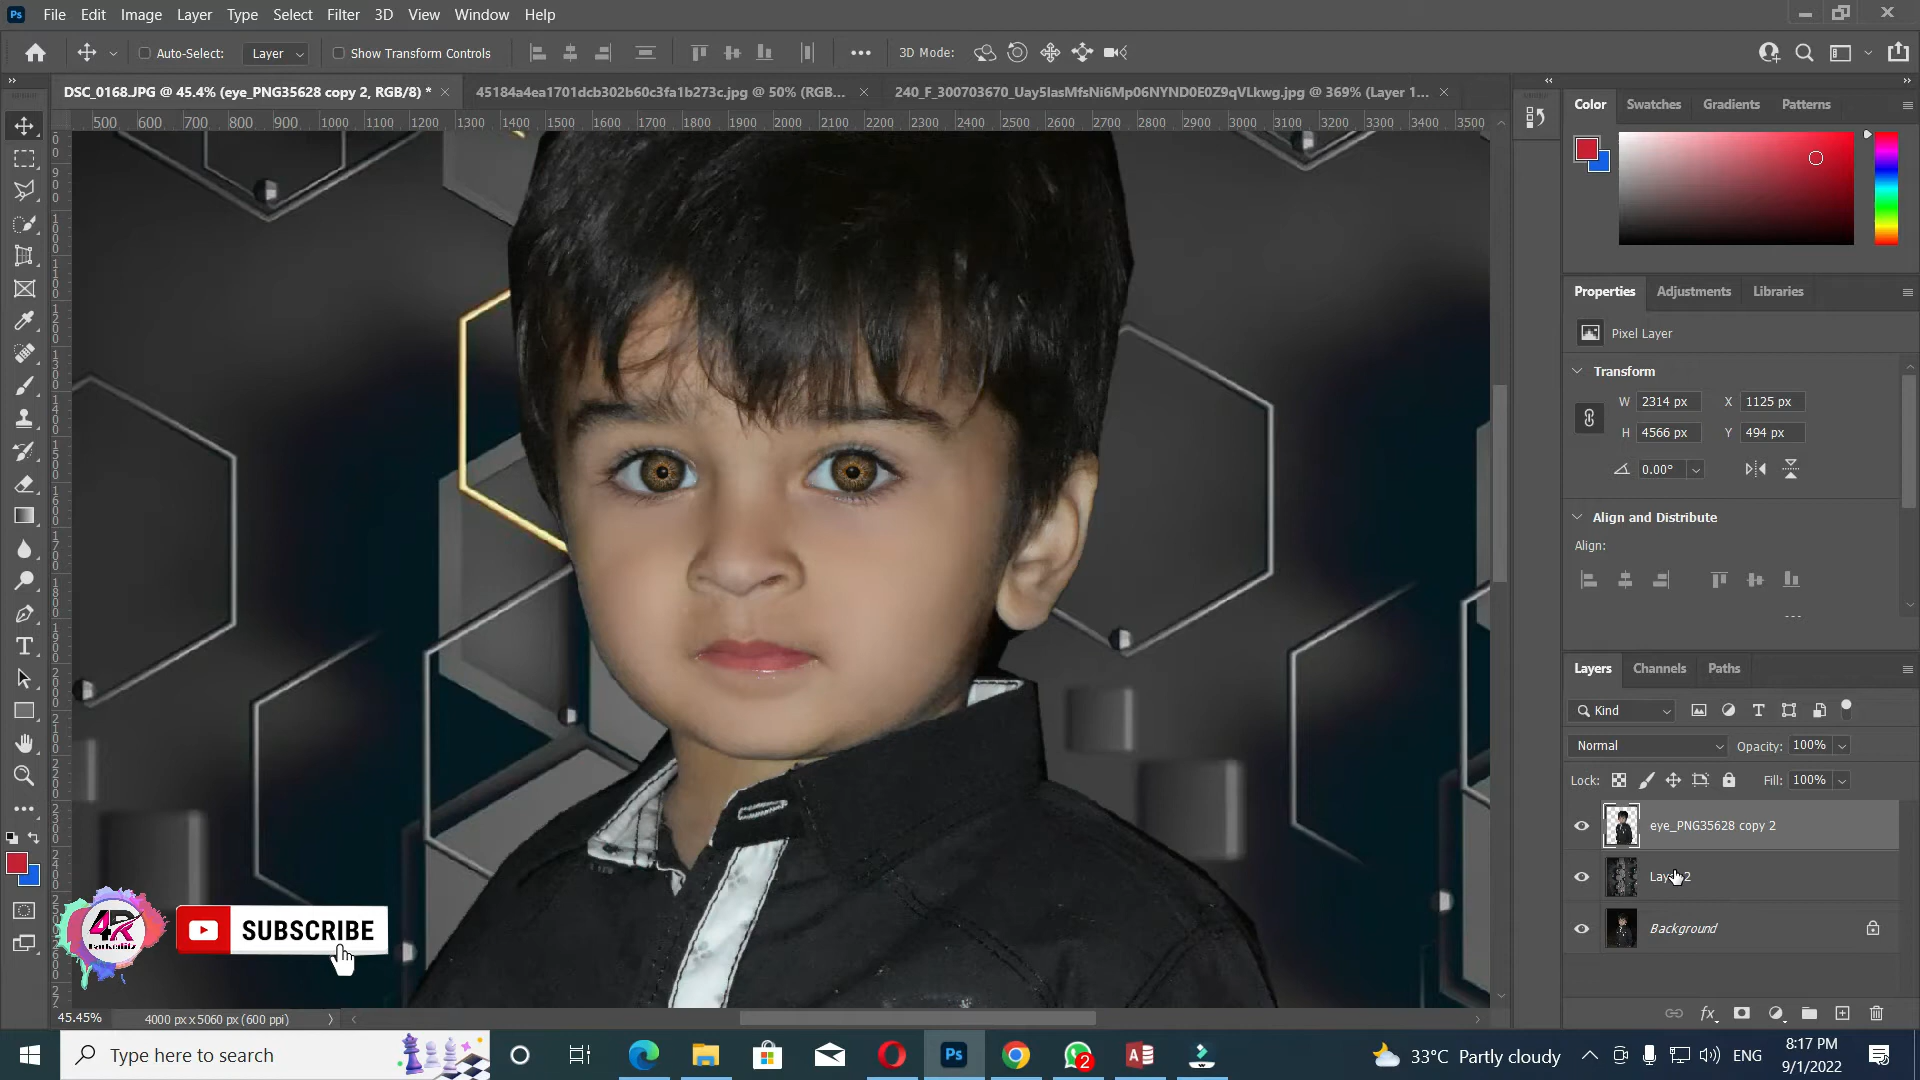 Ps File Edit Image Layer Type Select Filter 3D View Window Help
Auto-Select: Layer Show Transform Controls 3D Mode:
DSC_0168.JPG @ 45.4% (eye_PNG35628 copy 2, RGB/8) * 45184a4ea1701dcb302b60c3fa1b273c.jpg @ 50% (RGB... 240_F_300703670_Uay5lasMfsNi6Mp06NYND0E0Z9qVLkwg.jpg @ 369% (Layer 1...
500 600 700 800 900 1000 1100 1200 1300 1400 1500 1600 1700 1800 1900 2000 2100 2200 2300 2400 2500 2600 2700 2800 2900 3000 3100 3200 3300 3400 3500
Color Swatches Gradients Patterns
Properties Adjustments Libraries
Pixel Layer
Transform
W 2314 px X 1125 px
H 4566 px Y 494 px
0.00°
Align and Distribute
Align:
Layers Channels Paths
Kind
Normal Opacity: 100%
Lock: Fill: 100%
eye_PNG35628 copy 2
Background
4R
SUBSCRIBE
45.45% 4000 px x 5060 px (600 ppi)
Type here to search
Ps
2
33°C Partly cloudy
ENG
8:17 PM
9/1/2022